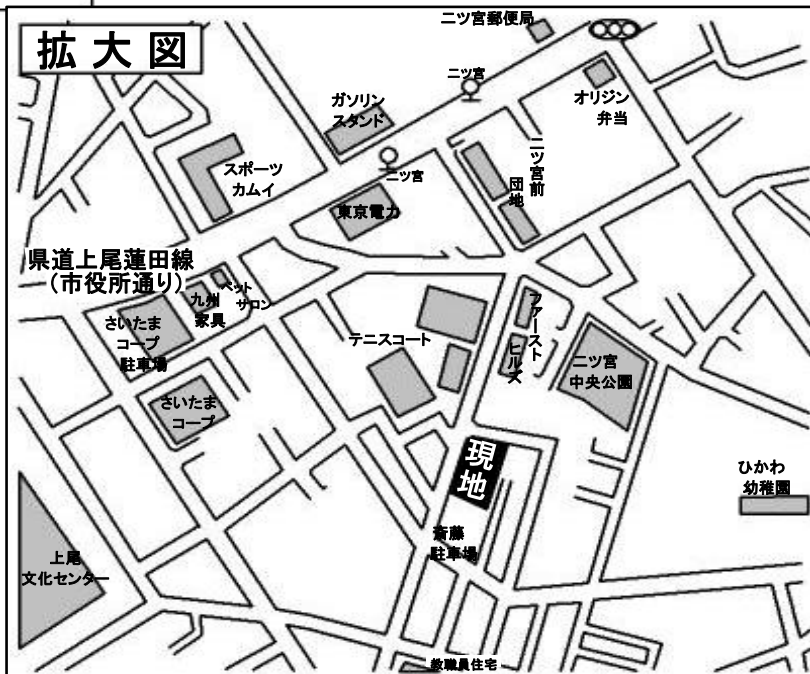 拡大図
二ツ宮郵便局
二ツ宮
オリジン
弁当
ガソリン
スタンド
二ツ宮
スポーツ
カムイ
東京電力
二ツ宮前
団地
県道上尾蓮田線
(市役所通り)
ペット
サロン
九州
家具
さいたま
コープ
駐車場
テニスコート
ファースト
ヒルズ
二ツ宮
中央公園
さいたま
コープ
現地
ひかわ
幼稚園
斎藤
駐車場
上尾
文化センター
教職員住宅